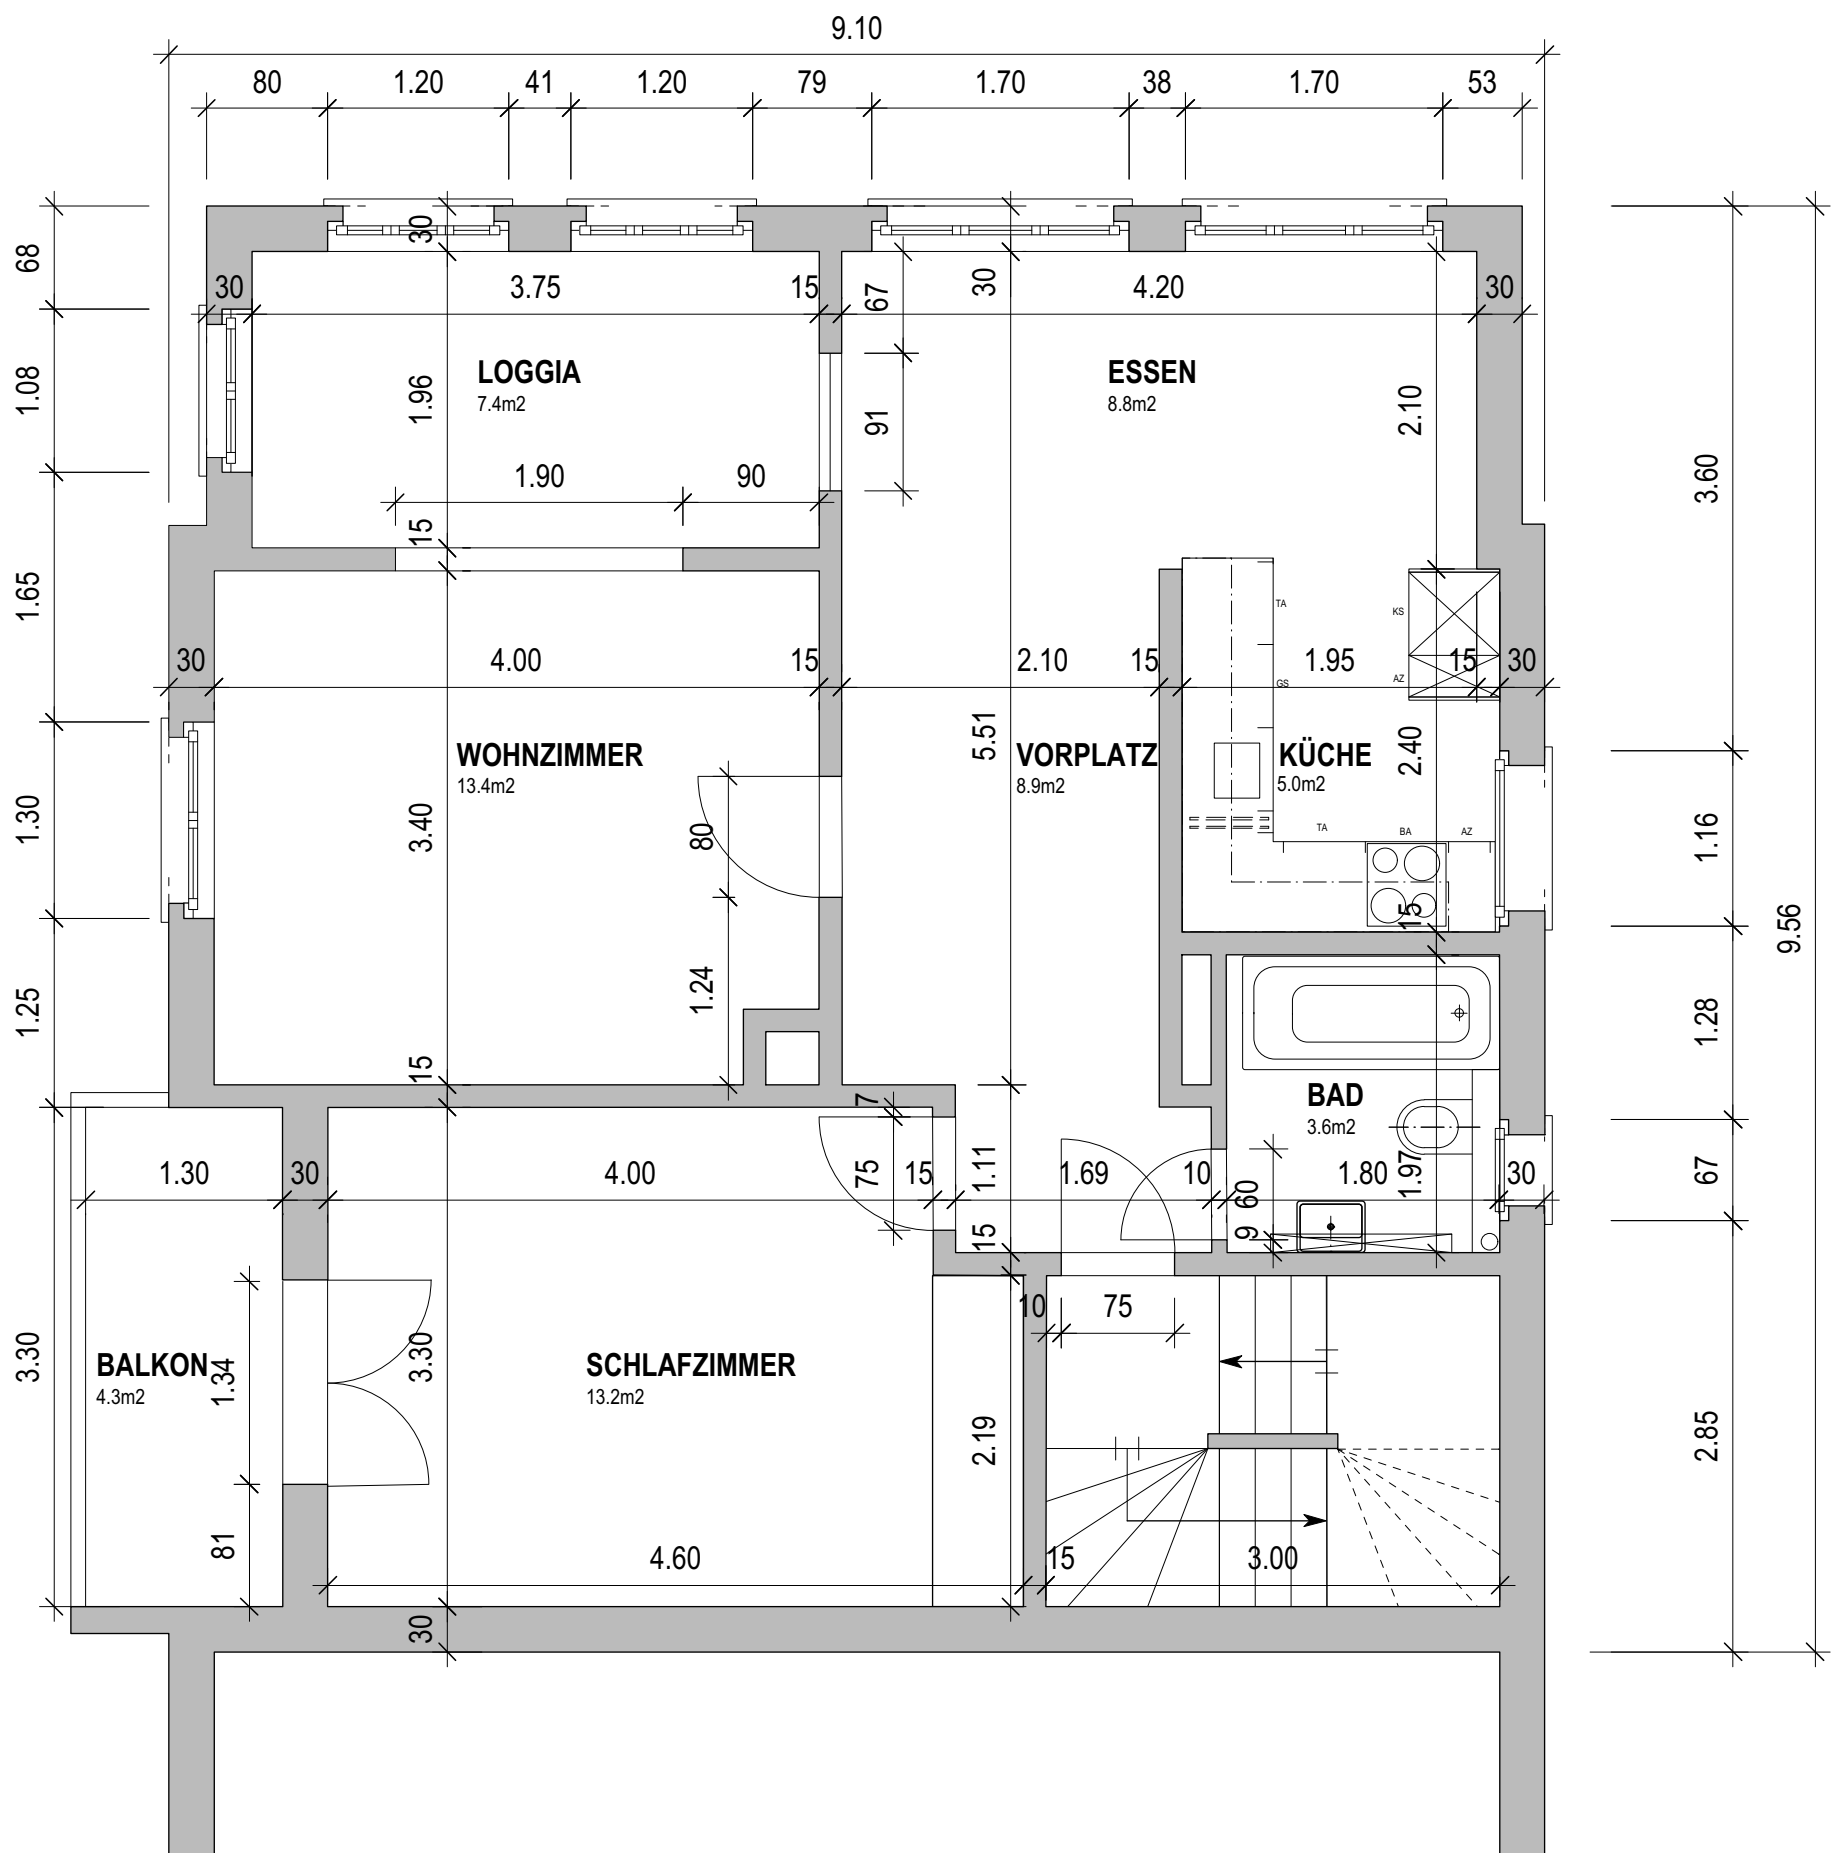 9.10
80 1.20 41 1.20 79 1.70 38 1.70 53
30
68
30 3.75 15 67 30 4.20 30
LOGGIA
7.4m2
ESSEN
8.8m2
1.08
1.96
91
2.10
1.90 90
3.60
15
1.65
TA KS
30 4.00 15 2.10 15 1.95 15 30
GS AZ
5.51
2.40
WOHNZIMMER
13.4m2
VORPLATZ
8.9m2
KÜCHE
5.0m2
1.30
3.40
80
TA BA AZ
1.16
15
9.56
1.25
1.24
1.28
15
7
BAD
3.6m2
1.30 30 4.00 75 15 1.11 1.69 10 60 1.80 1.97 30
67
15
9
10 75
3.30
BALKON
4.3m2
1.34
3.30
SCHLAFZIMMER
13.2m2
2.19
2.85
81
4.60 15 3.00
30